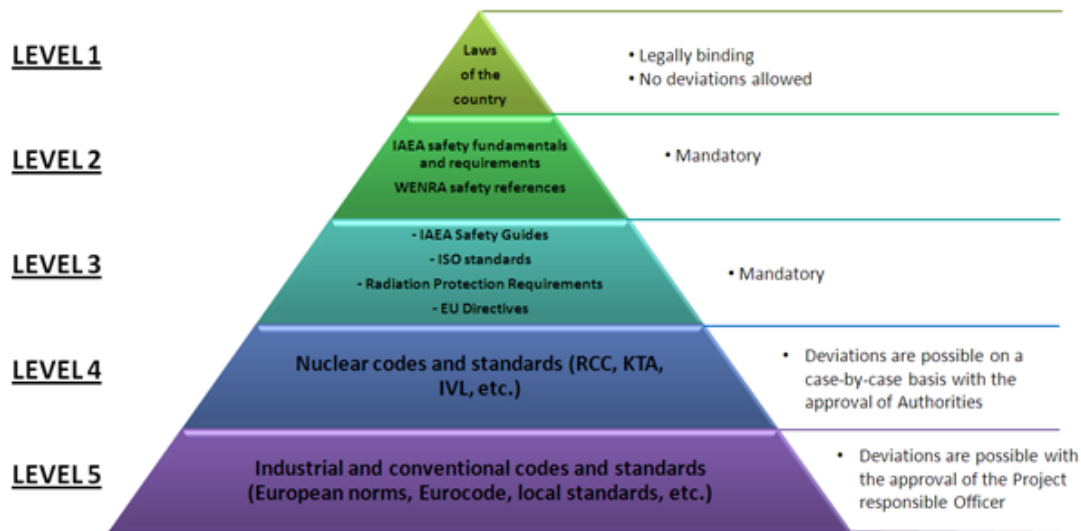 LEVEL 1
Laws
of the
country
• Legally binding
• No deviations allowed
LEVEL 2
IAEA safety fundamentals
and requirements
WENRA safety references
• Mandatory
LEVEL 3
- IAEA Safety Guides
- ISO standards
- Radiation Protection Requirements
- EU Directives
• Mandatory
LEVEL 4
Nuclear codes and standards (RCC, KTA,
IVL, etc.)
• Deviations are possible on a
case-by-case basis with the
approval of Authorities
LEVEL 5
Industrial and conventional codes and standards
(European norms, Eurocode, local standards, etc.)
• Deviations are possible with
the approval of the Project
responsible Officer